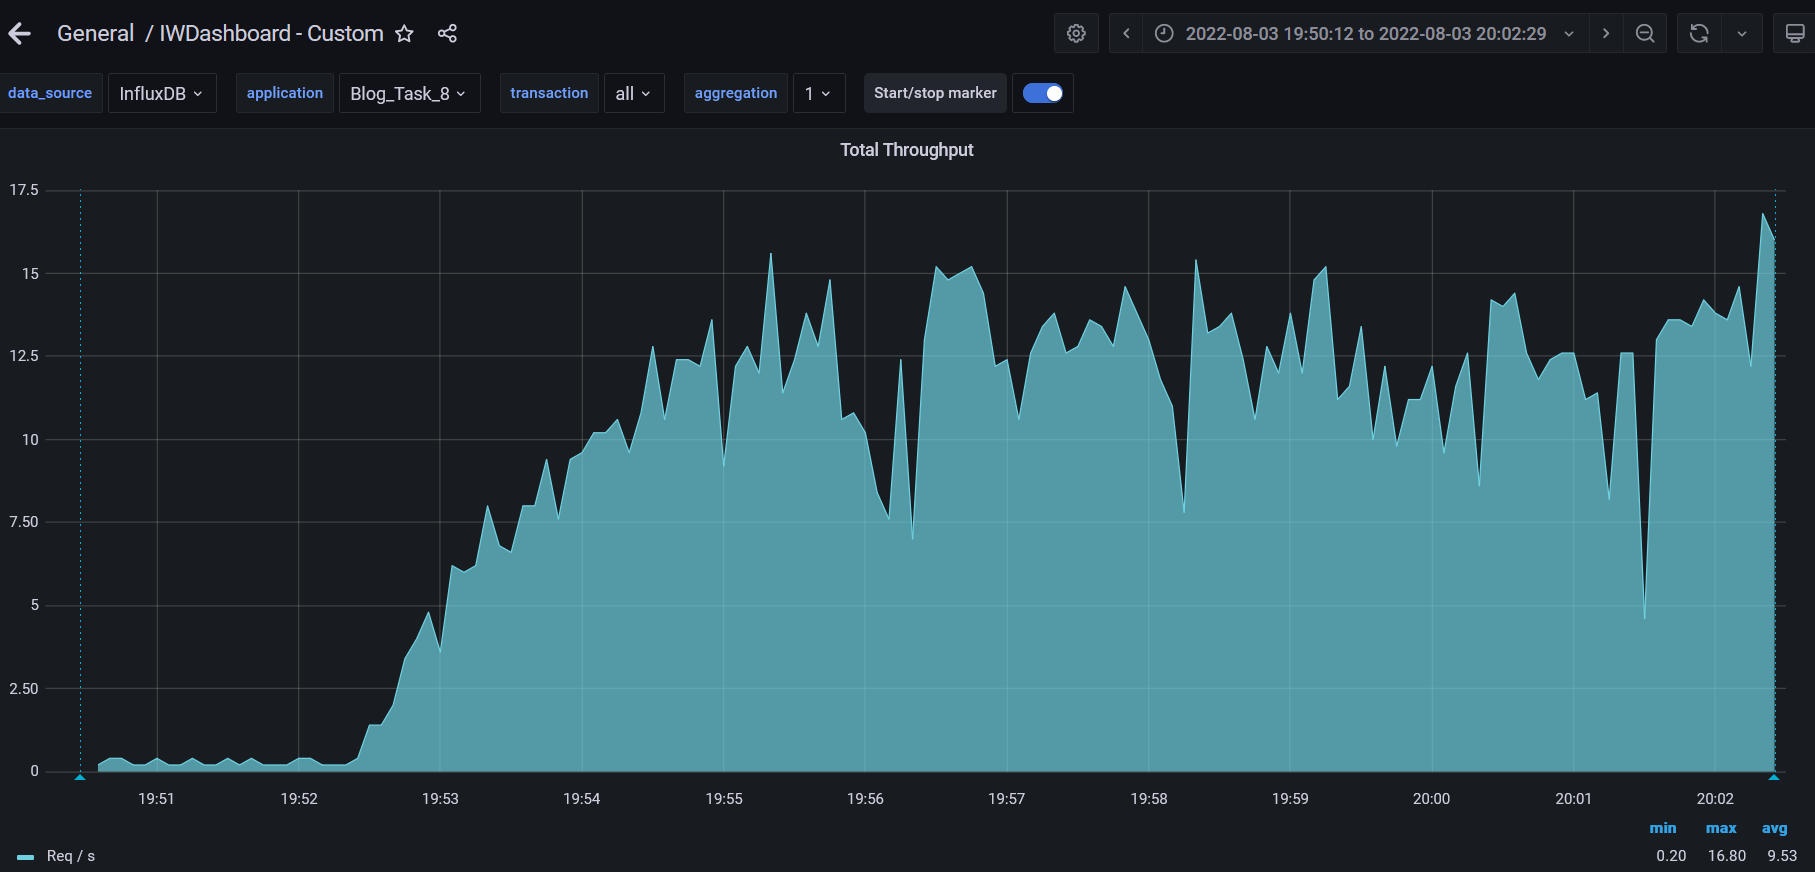 General / IWDashboard - Custom
2022-08-03 19:50:12 to 2022-08-03 20:02:29
data_source InfluxDB application Blog_Task_8 transaction all aggregation 1 Start/stop marker
Total Throughput
17.5
15
12.5
10
7.50
5
2.50
0
19:51 19:52 19:53 19:54 19:55 19:56 19:57 19:58 19:59 20:00 20:01 20:02
min max avg
Req / s 0.20 16.80 9.53